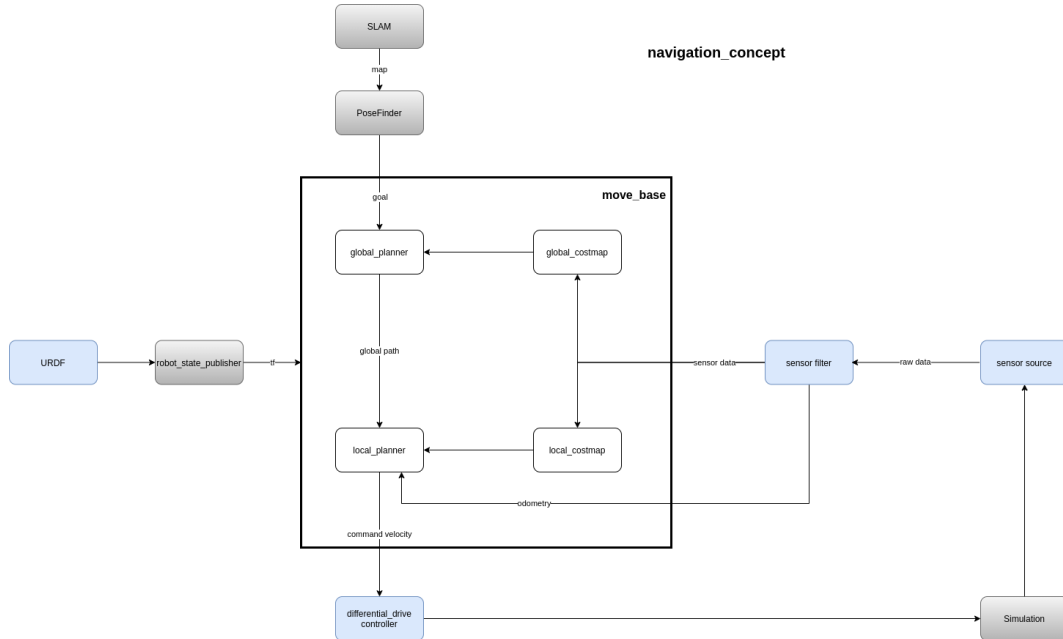 SLAM
navigation_concept
map
PoseFinder
move_base
goal
global_planner
global_costmap
global path
URDF
robot_state_publisher
tf
sensor data
sensor filter
raw data
sensor source
local_planner
local_costmap
odometry
command velocity
differential_drive
controller
Simulation